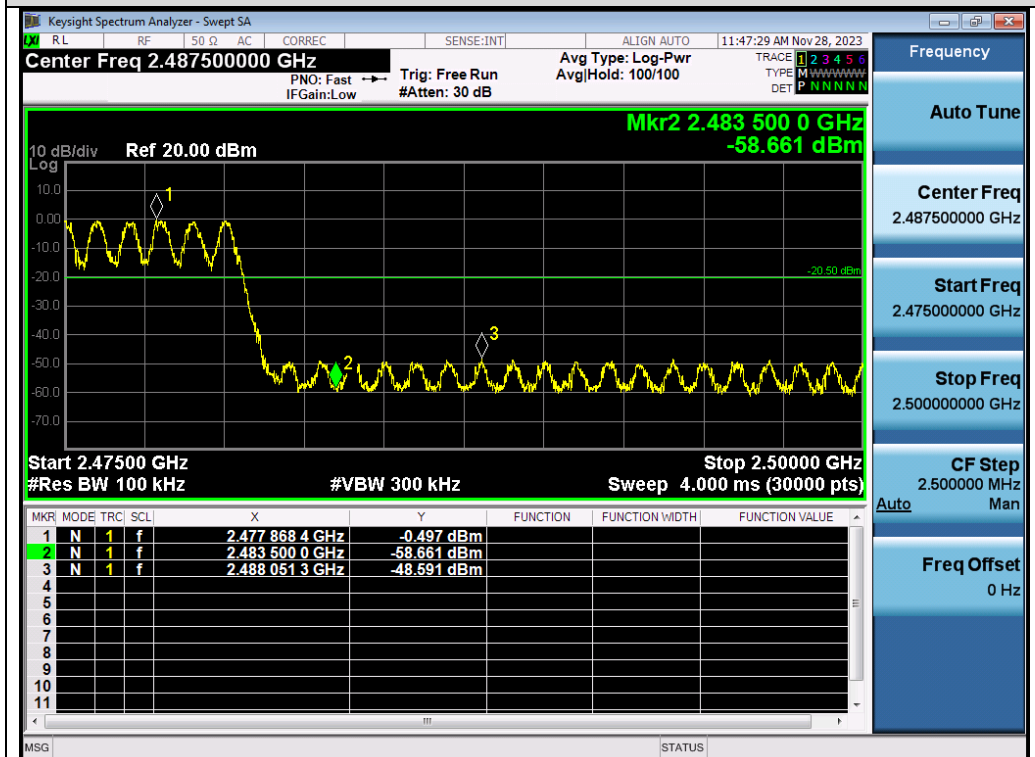 Keysight Spectrum Analyzer - Swept SA
LXI RL RF 50 Ω AC CORREC SENSE:INT ALIGN AUTO 11:47:29 AM Nov 28, 2023
Center Freq 2.487500000 GHz
PNO: Fast
IFGain:Low
Trig: Free Run
#Atten: 30 dB
Avg Type: Log-Pwr
Avg|Hold: 100/100
TRACE 1 2 3 4 5 6
TYPE M WWWWW
DET P N N N N N
Mkr2 2.483 500 0 GHz
-58.661 dBm
10 dB/div Ref 20.00 dBm
Log
10.0
0.00
-10.0
-20.0
-30.0
-40.0
-50.0
-60.0
-70.0
1
-20.50 dBm
3
2
Start 2.47500 GHz Stop 2.50000 GHz
#Res BW 100 kHz #VBW 300 kHz Sweep 4.000 ms (30000 pts)
MKR MODE TRC SCL X Y FUNCTION FUNCTION WIDTH FUNCTION VALUE
1 N 1 f 2.477 868 4 GHz -0.497 dBm
2 N 1 f 2.483 500 0 GHz -58.661 dBm
3 N 1 f 2.488 051 3 GHz -48.591 dBm
4
5
6
7
8
9
10
11
MSG STATUS
Frequency
Auto Tune
Center Freq
2.487500000 GHz
Start Freq
2.475000000 GHz
Stop Freq
2.500000000 GHz
CF Step
2.500000 MHz
Auto Man
Freq Offset
0 Hz